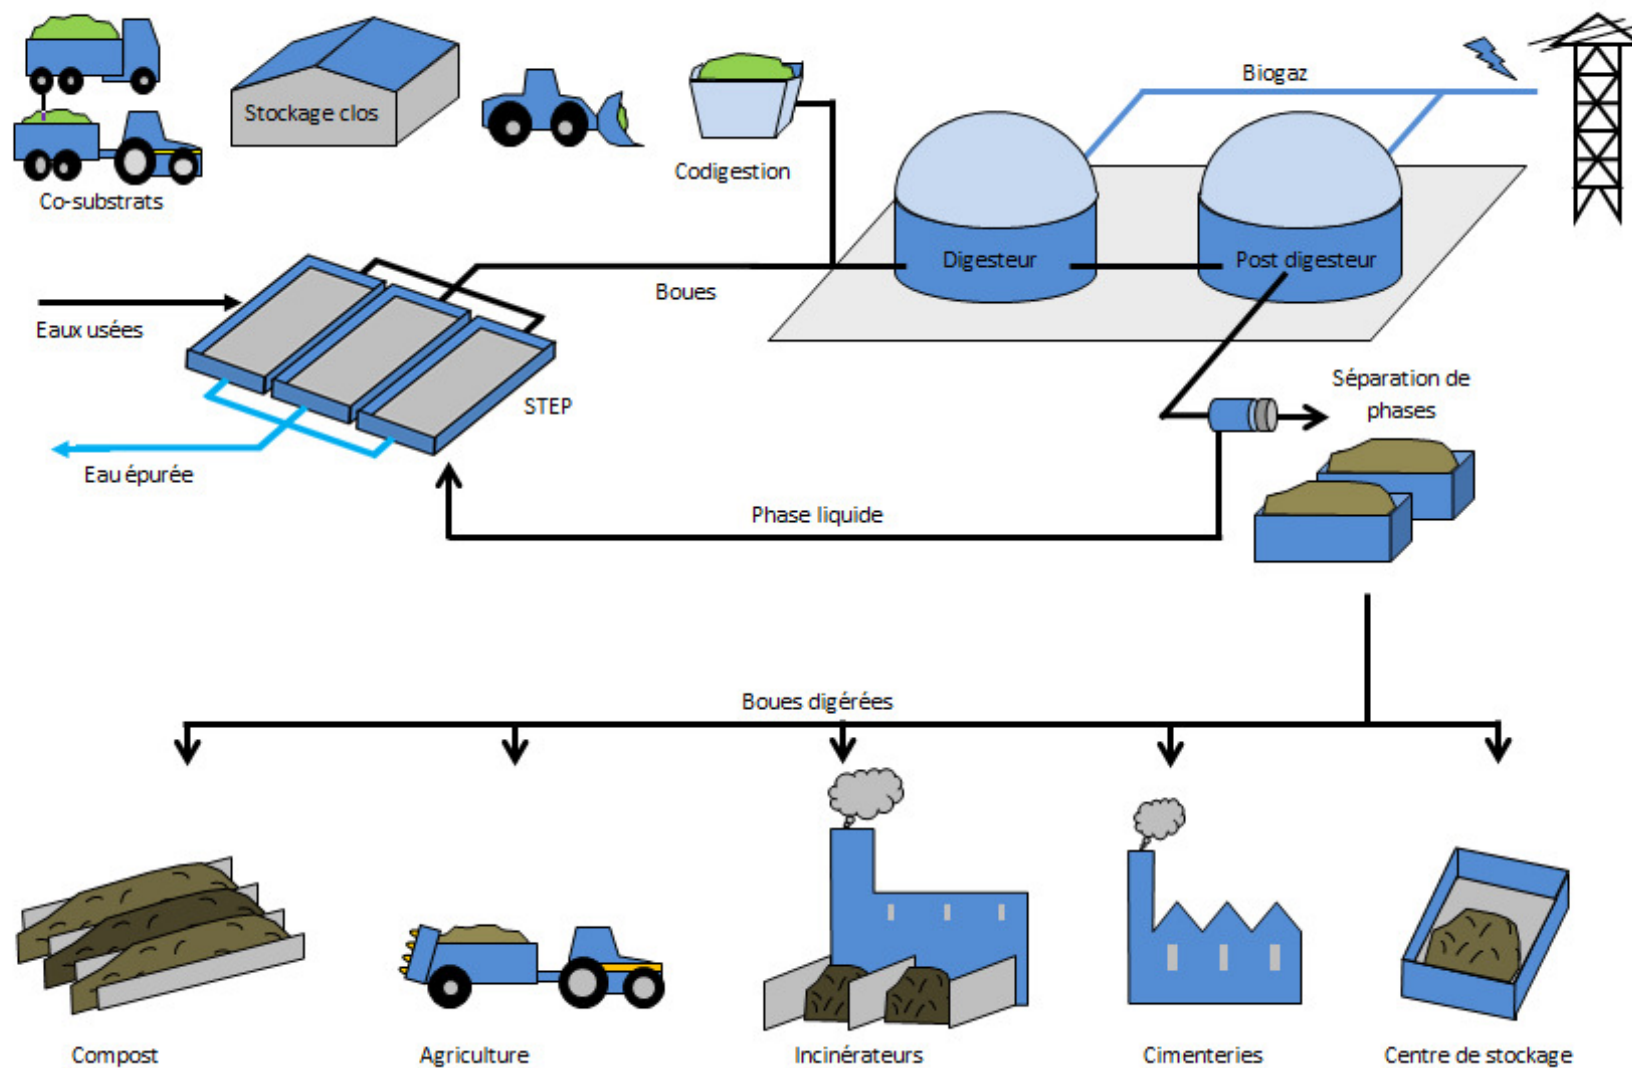 Biogaz
Stockage clos
Codigestion
Co-substrats
Digesteur
Post digesteur
Boues
Eaux usées
STEP
Séparation de
phases
Eau épurée
Phase liquide
Boues digérées
Compost
Agriculture
Incinérateurs
Cimenteries
Centre de stockage